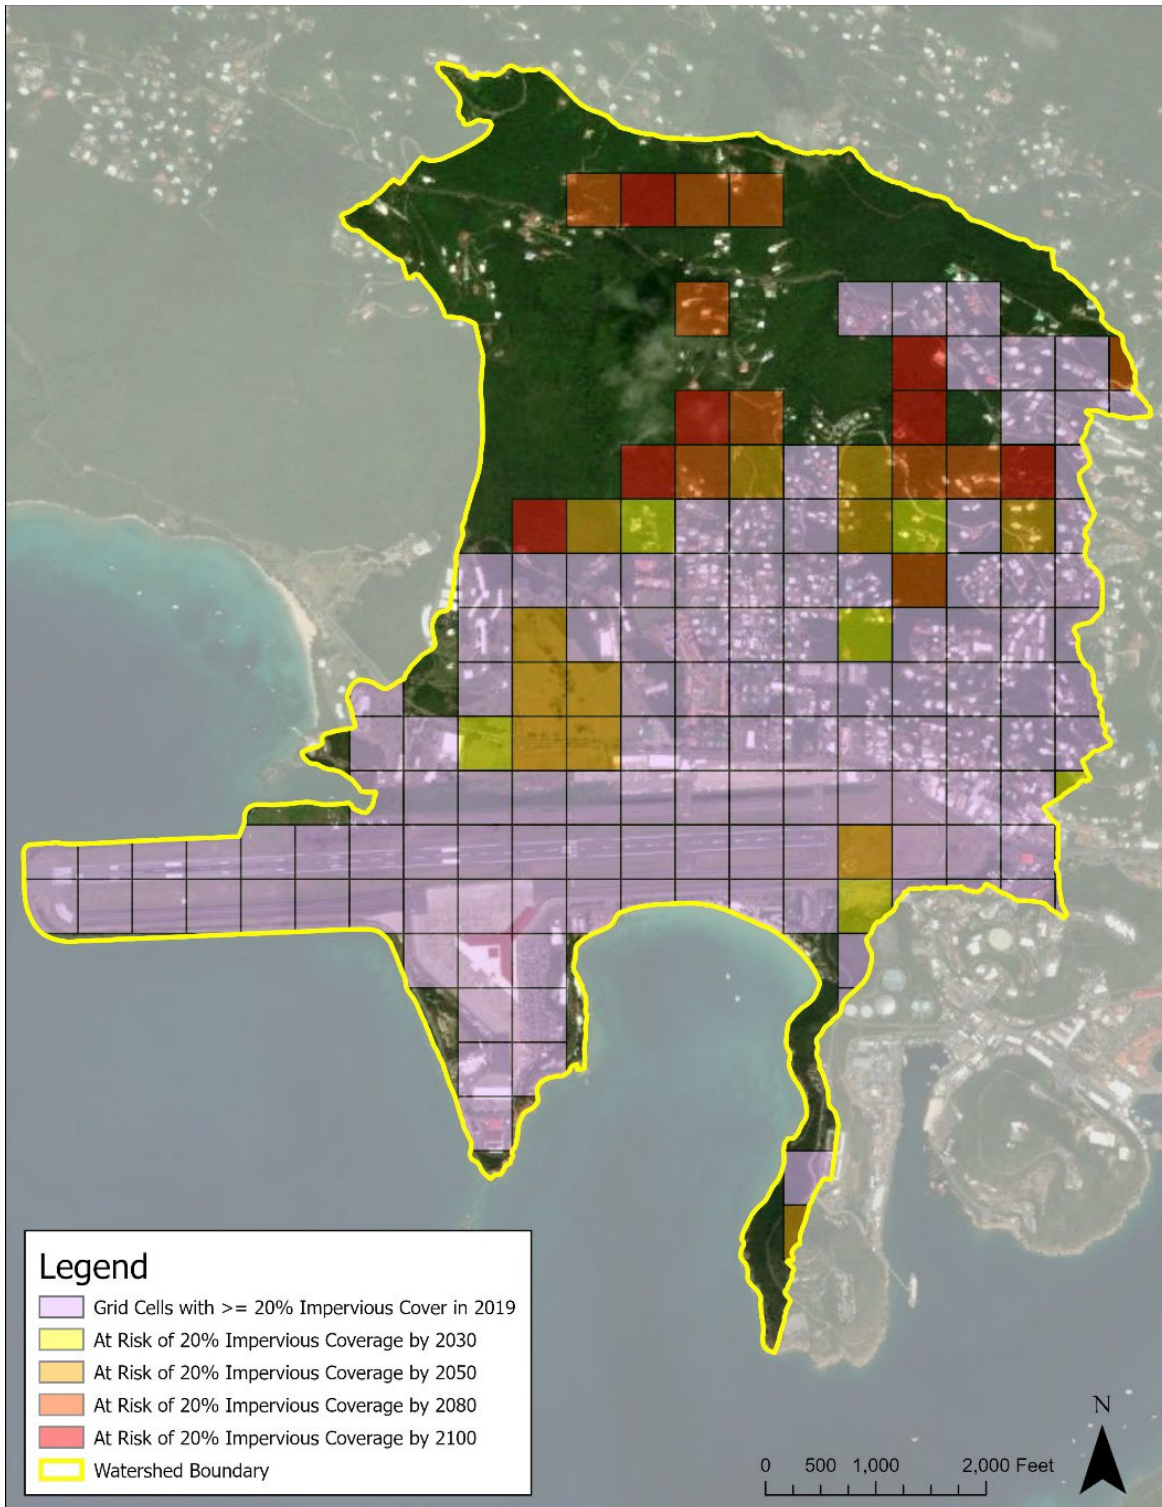 Legend
Grid Cells with >= 20% Impervious Cover in 2019
At Risk of 20% Impervious Coverage by 2030
At Risk of 20% Impervious Coverage by 2050
At Risk of 20% Impervious Coverage by 2080
At Risk of 20% Impervious Coverage by 2100
Watershed Boundary
N
0 500 1,000 2,000 Feet